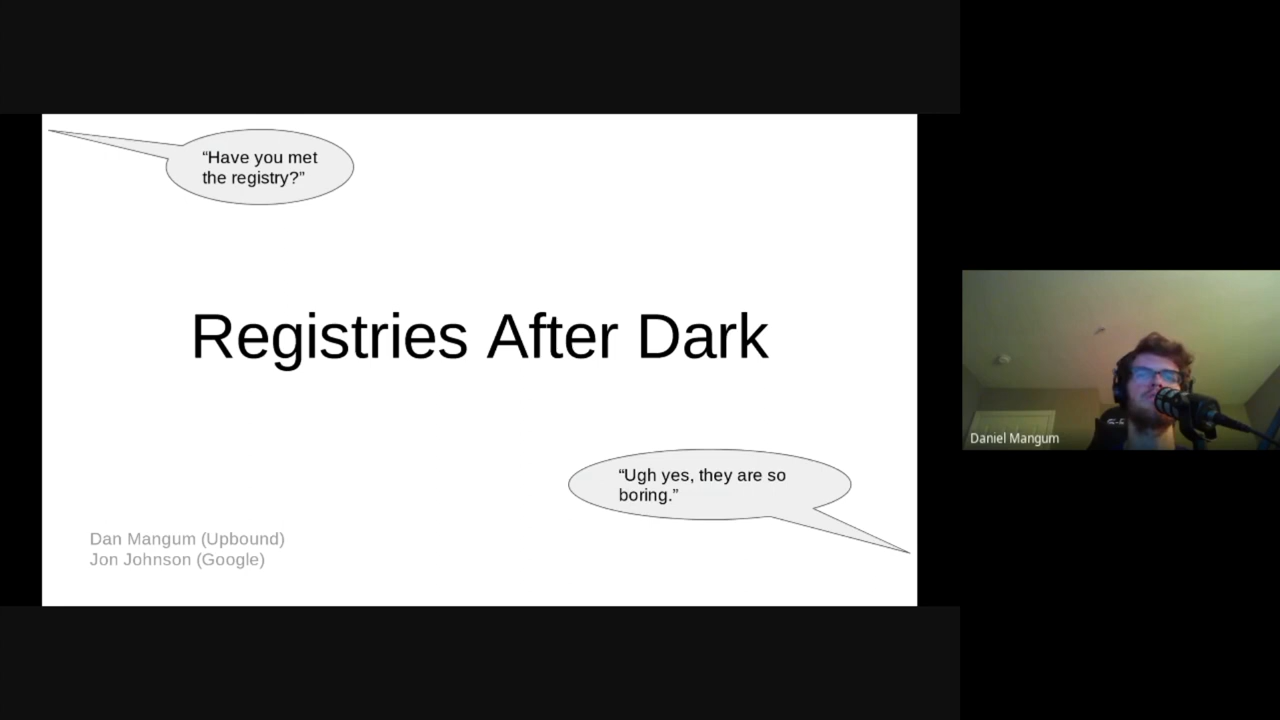 “Have you met
the registry?”
Registries After Dark
“Ugh yes, they are so
boring.”
Dan Mangum (Upbound)
Jon Johnson (Google)
Daniel Mangum